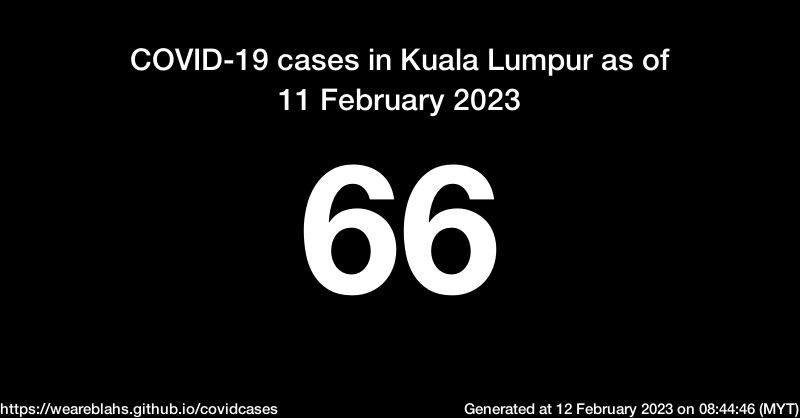 COVID-19 cases in Kuala Lumpur as of
11 February 2023
66
https://weareblahs.github.io/covidcases
Generated at 12 February 2023 on 08:44:46 (MYT)